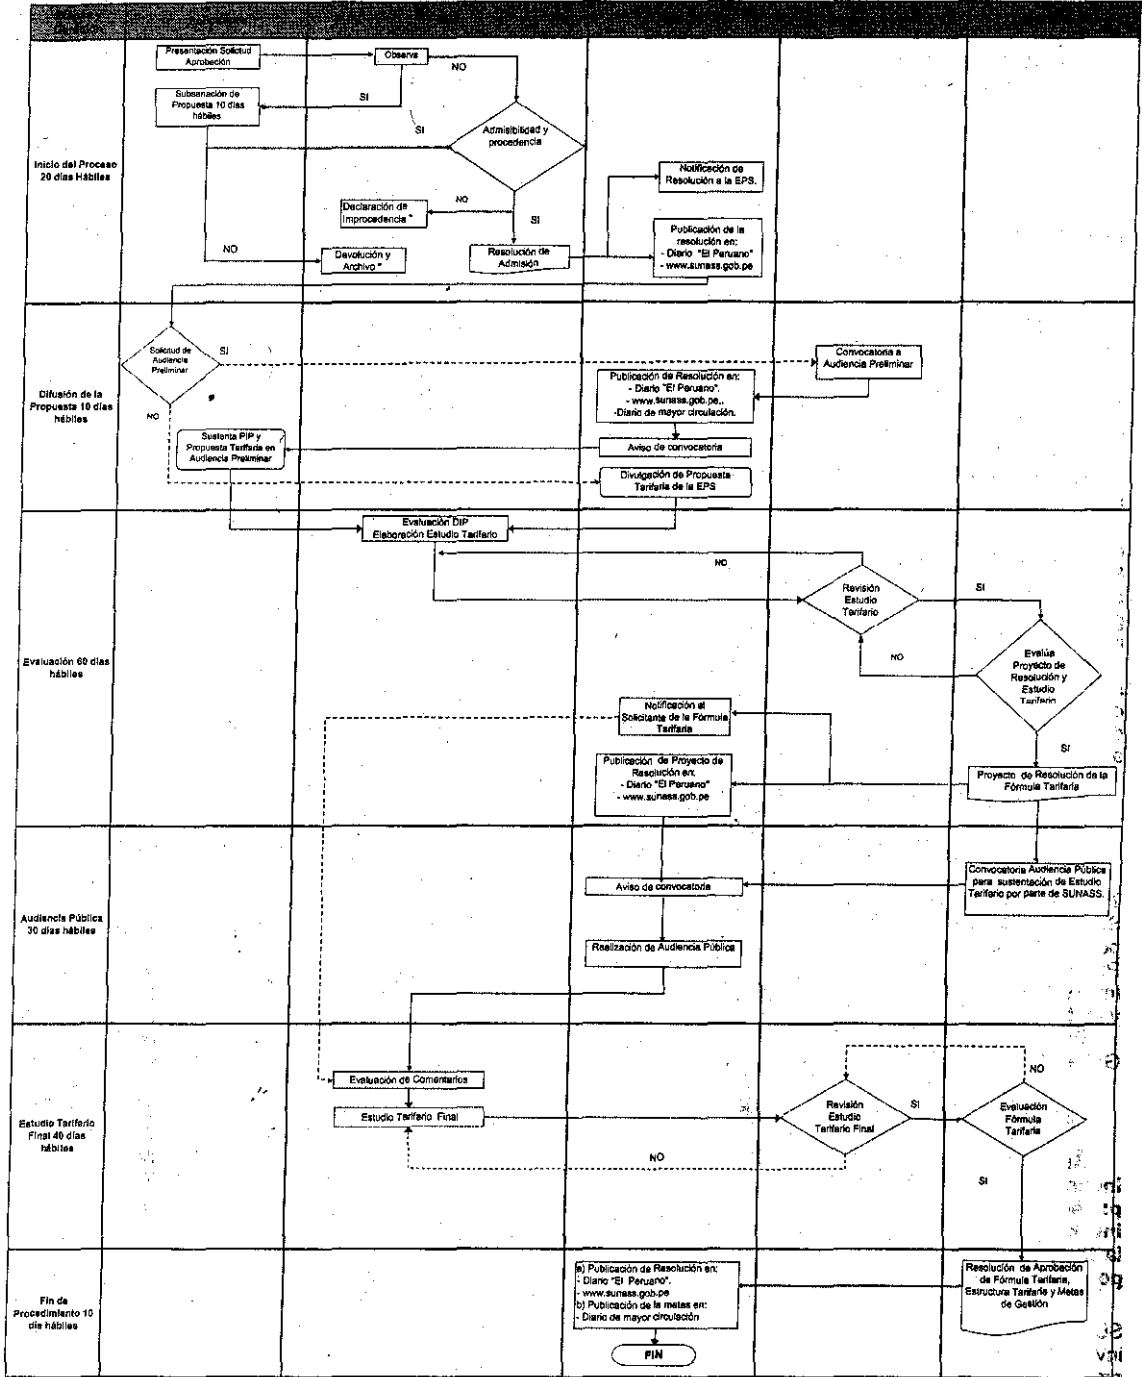 Presentación Solicitud
Aprobación
Observa
NO
SI
Subsanación de
Propuesta 10 días
hábiles
SI
Admisibilidad y
procedencia
Inicio del Proceso
20 días Hábiles
Notificación de
Resolución a la EPS.
NO
Declaración de
Improcedencia *
SI
Publicación de la
resolución en:
- Diario "El Peruano"
- www.sunass.gob.pe
NO
Devolución y
Archivo *
Resolución de
Admisión
Solicitud de
Audiencia
Preliminar
SI
Convocatoria a
Audiencia Preliminar
Publicación de Resolución en:
- Diario "El Peruano".
- www.sunass.gob.pe,.
-Diario de mayor circulación.
Difusión de la
Propuesta 10 días
hábiles
NO
Sustenta PIP y
Propuesta Tarifaria en
Audiencia Preliminar
Aviso de convocatoria
Divulgación de Propuesta
Tarifaria de la EPS
Evaluación DIP
Elaboración Estudio Tarifario
NO
Revisión
Estudio
Tarifario
SI
Evaluación 60 días
hábiles
NO
Evalúa
Proyecto de
Resolución y
Estudio
Tarifario
Notificación al
Solicitante de la Fórmula
Tarifaria
SI
Publicación de Proyecto de
Resolución en:
- Diario "El Peruano"
- www.sunass.gob.pe
Proyecto de Resolución de la
Fórmula Tarifaria
Audiencia Pública
30 días hábiles
Aviso de convocatoria
Convocatoria Audiencia Pública
para sustentación de Estudio
Tarifario por parte de SUNASS.
Realización de Audiencia Pública
Evaluación de Comentarios
NO
Estudio Tarifario
Final 40 días
hábiles
Estudio Tarifario Final
Revisión
Estudio
Tarifario Final
SI
Evaluación
Fórmula
Tarifaria
NO
SI
Fin de
Procedimiento 10
día hábiles
a) Publicación de Resolución en:
- Diario "El Peruano".
- www.sunass.gob.pe
b) Publicación de la metas en:
- Diario de mayor circulación
Resolución de Aprobación
de Fórmula Tarifaria,
Estructura Tarifaria y Metas
de Gestión
FIN